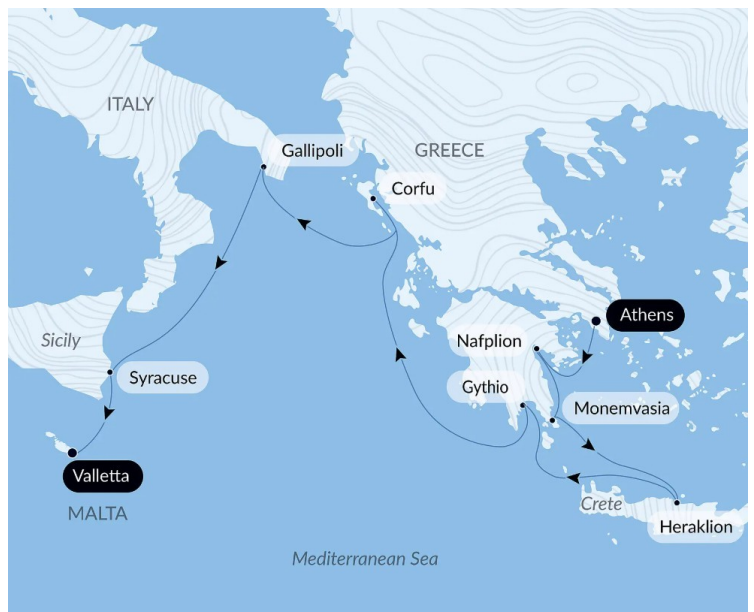 ITALY
Gallipoli
GREECE
Corfu
Athens
Sicily
Nafplion
Syracuse
Gythio
Monemvasia
Valletta
MALTA
Crete
Heraklion
Mediterranean Sea